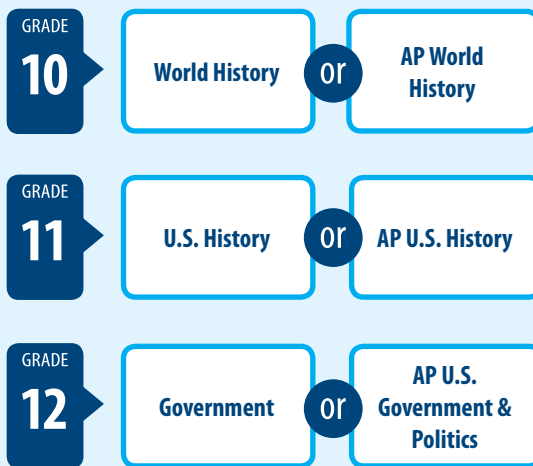 GRADE
10
World History
or
AP World
History
GRADE
11
U.S. History
or
AP U.S. History
GRADE
12
Government
or
AP U.S.
Government &
Politics